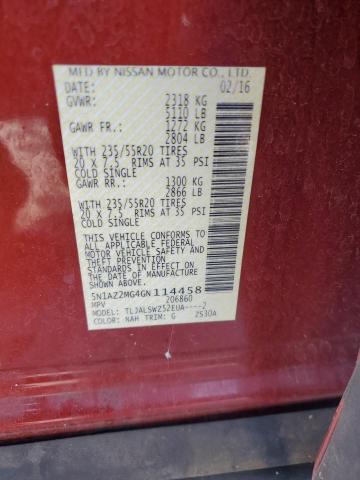 MFD BY NISSAN MOTOR CO., LTD.
DATE: 02/16
GVWR: 2318 KG
5110 LB
GAWR FR.: 1272 KG
2804 LB
WITH 235/55R20 TIRES
20 X 7.5 RIMS AT 35 PSI
COLD SINGLE
GAWR RR.: 1300 KG
2866 LB
WITH 235/55R20 TIRES
20 X 7.5 RIMS AT 35 PSI
COLD SINGLE
THIS VEHICLE CONFORMS
TO ALL APPLICABLE FEDERAL
MOTOR VEHICLE SAFETY
STANDARDS IN EFFECT ON
THE DATE OF MANUFACTURE
SHOWN ABOVE.
5N1AZ2MG4GN114458
MPV 206860
MODEL: TLJALSWZ52EUA----2
COLOR: NAH TRIM: G 2530A